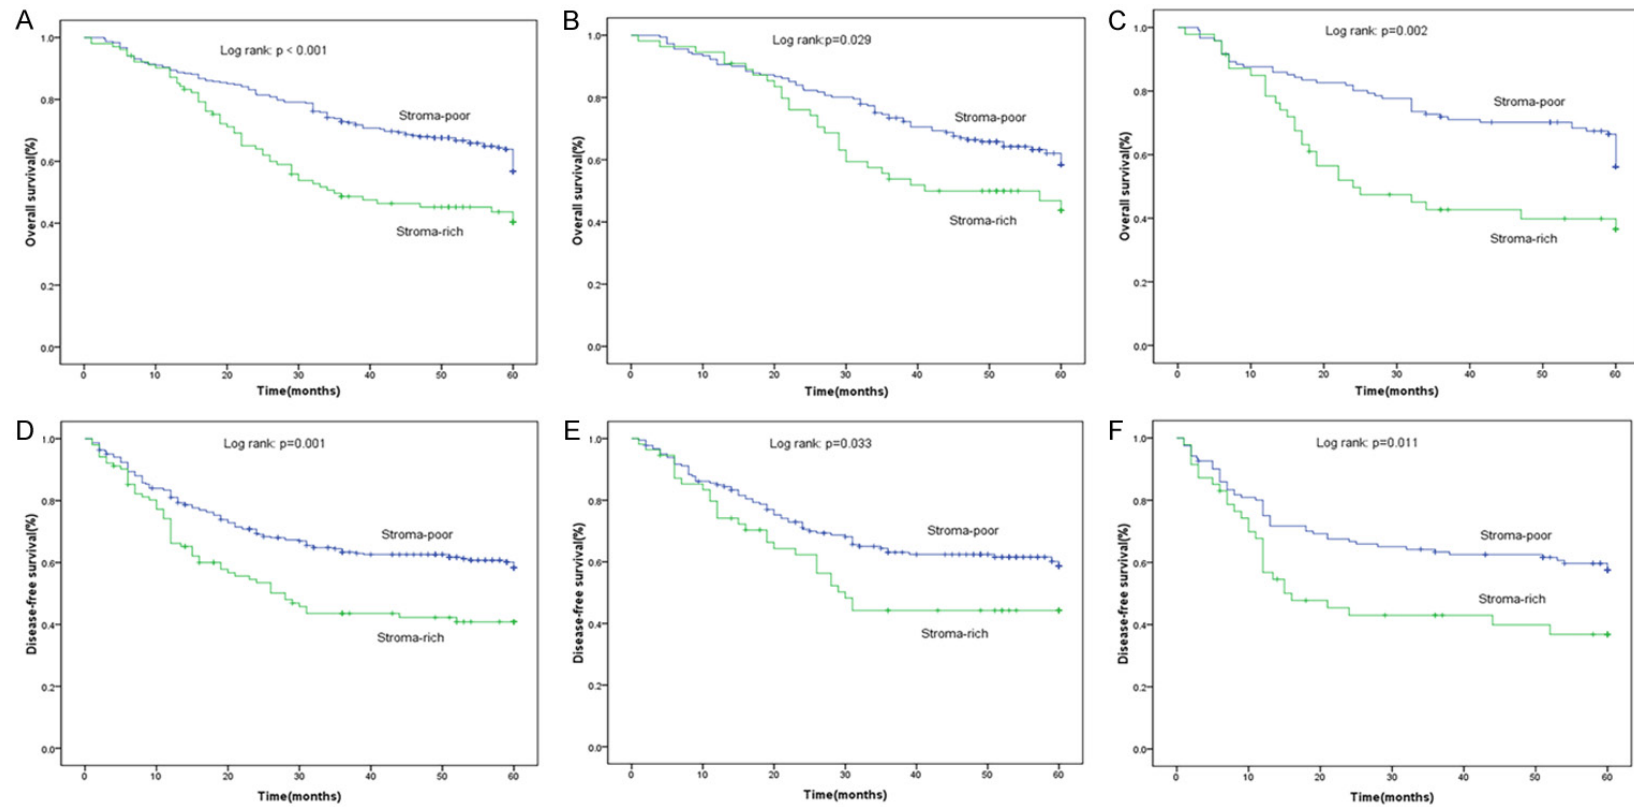 A
Log rank: p < 0.001
Stroma-poor
Stroma-rich
Overall survival(%)
1.0
0.8
0.6
0.4
0.2
0.0
0 10 20 30 40 50 60
Time(months)
B
Log rank:p=0.029
Stroma-poor
Stroma-rich
Overall survival(%)
1.0
0.8
0.6
0.4
0.2
0.0
0 10 20 30 40 50 60
Time(months)
C
Log rank: p=0.002
Stroma-poor
Stroma-rich
Overall survival(%)
1.0
0.8
0.6
0.4
0.2
0.0
0 10 20 30 40 50 60
Time(months)
D
Log rank: p=0.001
Stroma-poor
Stroma-rich
Disease-free survival(%)
1.0
0.8
0.6
0.4
0.2
0.0
0 10 20 30 40 50 60
Time(months)
E
Log rank: p=0.033
Stroma-poor
Stroma-rich
Disease-free survival(%)
1.0
0.8
0.6
0.4
0.2
0.0
0 10 20 30 40 50 60
Time(months)
F
Log rank: p=0.011
Stroma-poor
Stroma-rich
Disease-free survival(%)
1.0
0.8
0.6
0.4
0.2
0.0
0 10 20 30 40 50 60
Time(months)